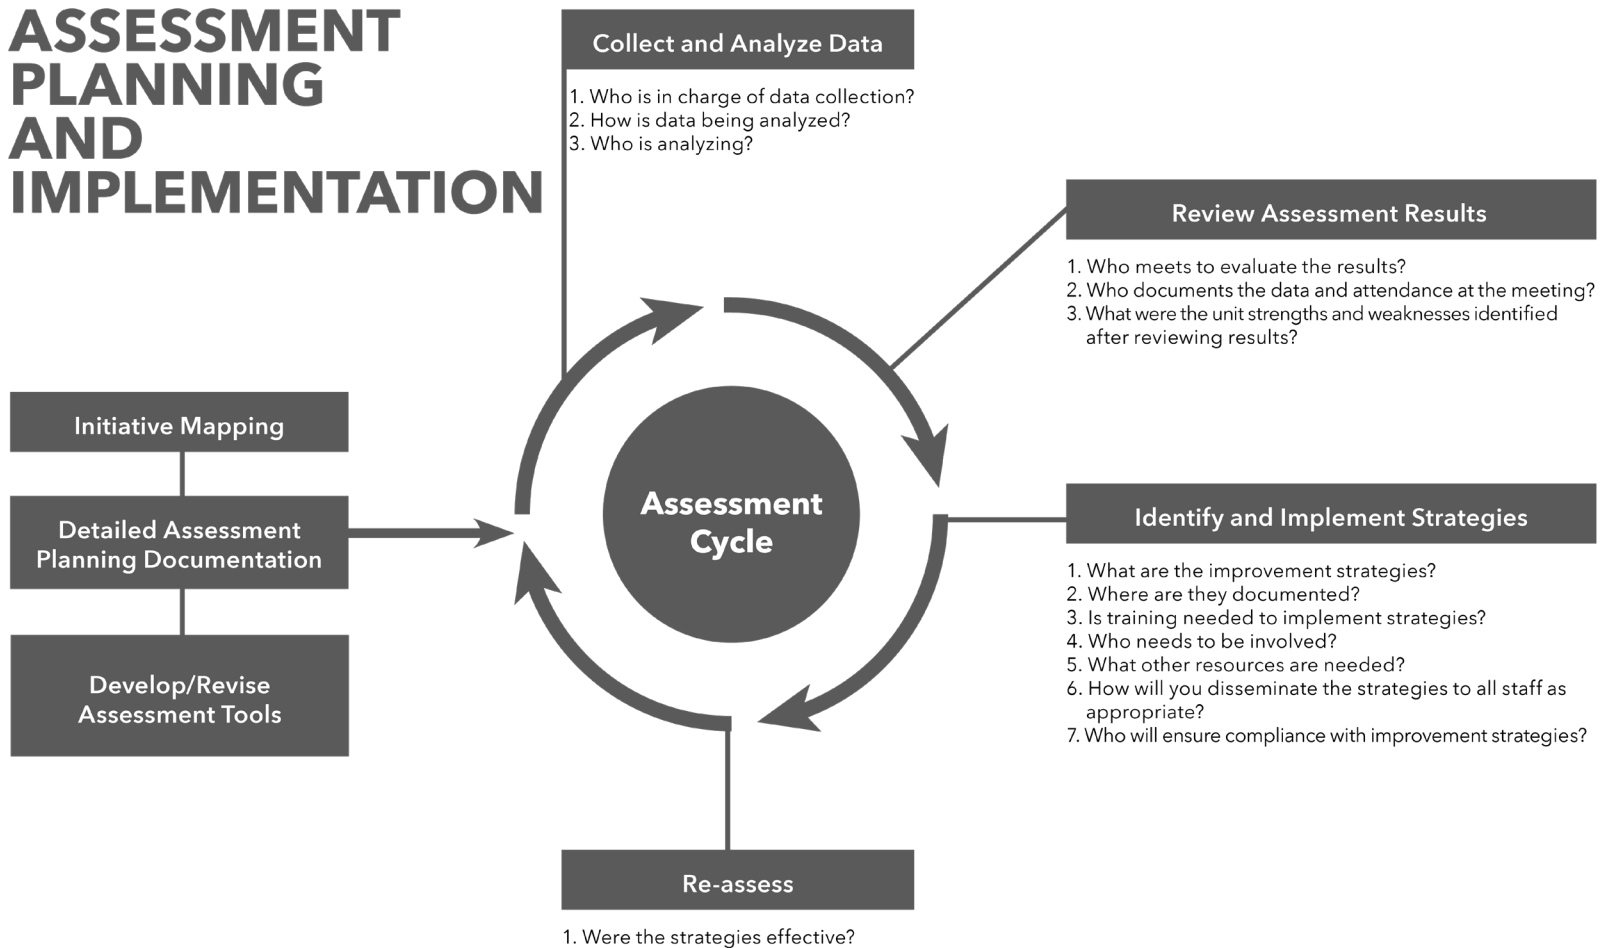 ASSESSMENT
PLANNING
AND
IMPLEMENTATION
Collect and Analyze Data
1. Who is in charge of data collection?
2. How is data being analyzed?
3. Who is analyzing?
Review Assessment Results
1. Who meets to evaluate the results?
2. Who documents the data and attendance at the meeting?
3. What were the unit strengths and weaknesses identified
after reviewing results?
Initiative Mapping
Detailed Assessment
Planning Documentation
Develop/Revise
Assessment Tools
Assessment
Cycle
Identify and Implement Strategies
1. What are the improvement strategies?
2. Where are they documented?
3. Is training needed to implement strategies?
4. Who needs to be involved?
5. What other resources are needed?
6. How will you disseminate the strategies to all staff as
appropriate?
7. Who will ensure compliance with improvement strategies?
Re-assess
1. Were the strategies effective?